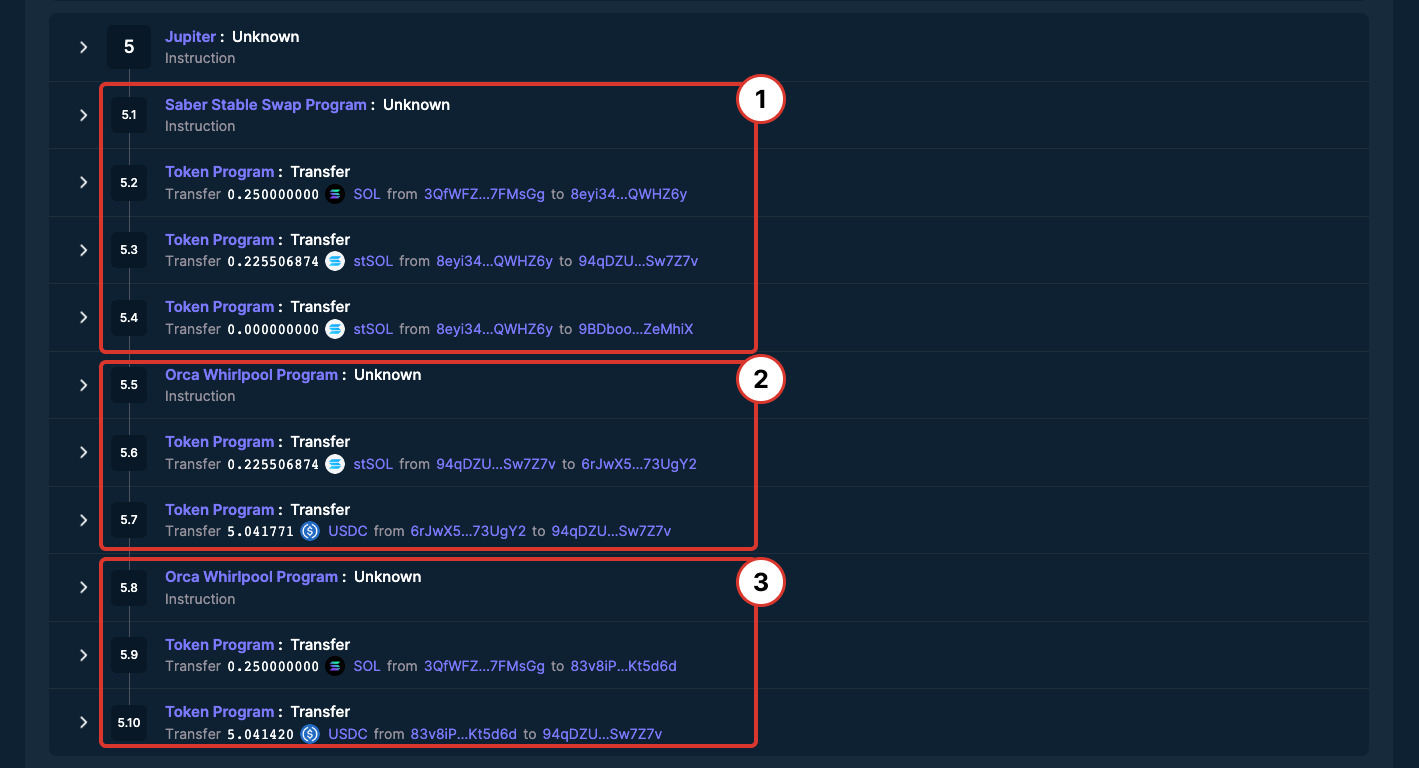 5
Jupiter : Unknown
Instruction
1
5.1
Saber Stable Swap Program : Unknown
Instruction
5.2
Token Program : Transfer
Transfer 0.250000000 SOL from 3QfWFZ...7FMsGg to 8eyi34...QWHZ6y
5.3
Token Program : Transfer
Transfer 0.225506874 stSOL from 8eyi34...QWHZ6y to 94qDZU...Sw7Z7v
5.4
Token Program : Transfer
Transfer 0.000000000 stSOL from 8eyi34...QWHZ6y to 9BDboo...ZeMhiX
2
5.5
Orca Whirlpool Program : Unknown
Instruction
5.6
Token Program : Transfer
Transfer 0.225506874 stSOL from 94qDZU...Sw7Z7v to 6rJwX5...73UgY2
5.7
Token Program : Transfer
Transfer 5.041771 USDC from 6rJwX5...73UgY2 to 94qDZU...Sw7Z7v
3
5.8
Orca Whirlpool Program : Unknown
Instruction
5.9
Token Program : Transfer
Transfer 0.250000000 SOL from 3QfWFZ...7FMsGg to 83v8iP...Kt5d6d
5.10
Token Program : Transfer
Transfer 5.041420 USDC from 83v8iP...Kt5d6d to 94qDZU...Sw7Z7v